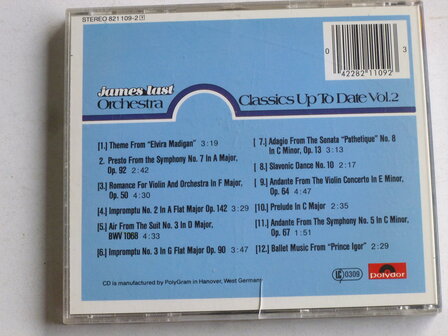 STEREO 821 109-2
0
3
42282 11092
james last
Orchestra
Classics Up To Date Vol.2
[1.] Theme From "Elvira Madigan" 3:19
2. Presto From the Symphony No. 7 In A Major,
Op. 92 2:42
[3.] Romance For Violin And Orchestra In F Major,
Op. 50 4:30
[4.] Impromptu No. 2 In A Flat Major Op. 142 3:29
[5.] Air From The Suit No. 3 In D Major,
BWV 1068 4:33
[6.] Impromptu No. 3 In G Flat Major Op. 90 3:47
[7.] Adagio From The Sonata "Pathetique" No. 8
In C Minor, Op. 13 3:13
[8.] Slavonic Dance No. 10 2:17
[9.] Andante From The Violin Concerto In E Minor,
Op. 64 4:47
[10.] Prelude In C Major 2:35
[11.] Andante From The Symphony No. 5 In C Minor,
Op. 67 1:51
[12.] Ballet Music From "Prince Igor" 2:29
CD is manufactured by PolyGram in Hanover, West Germany
LC 0309
Polydor